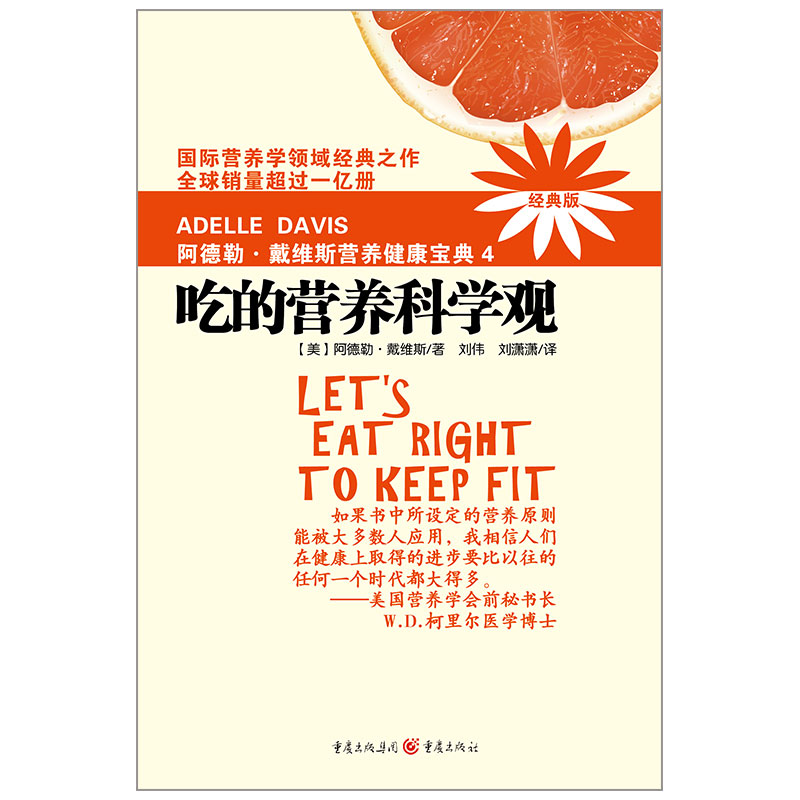 国际营养学领域经典之作
全球销量超过一亿册
经典版
ADELLE DAVIS
阿德勒·戴维斯营养健康宝典 4
吃的营养科学观
【美】阿德勒·戴维斯/著 刘伟 刘潇潇/译
LET'S
EAT RIGHT
TO KEEP FIT
如果书中所设定的营养原则
能被大多数人应用，我相信人们
在健康上取得的进步要比以往的
任何一个时代都大得多。
——美国营养学会前秘书长
W.D.柯里尔医学博士
重庆出版集团 重庆出版社